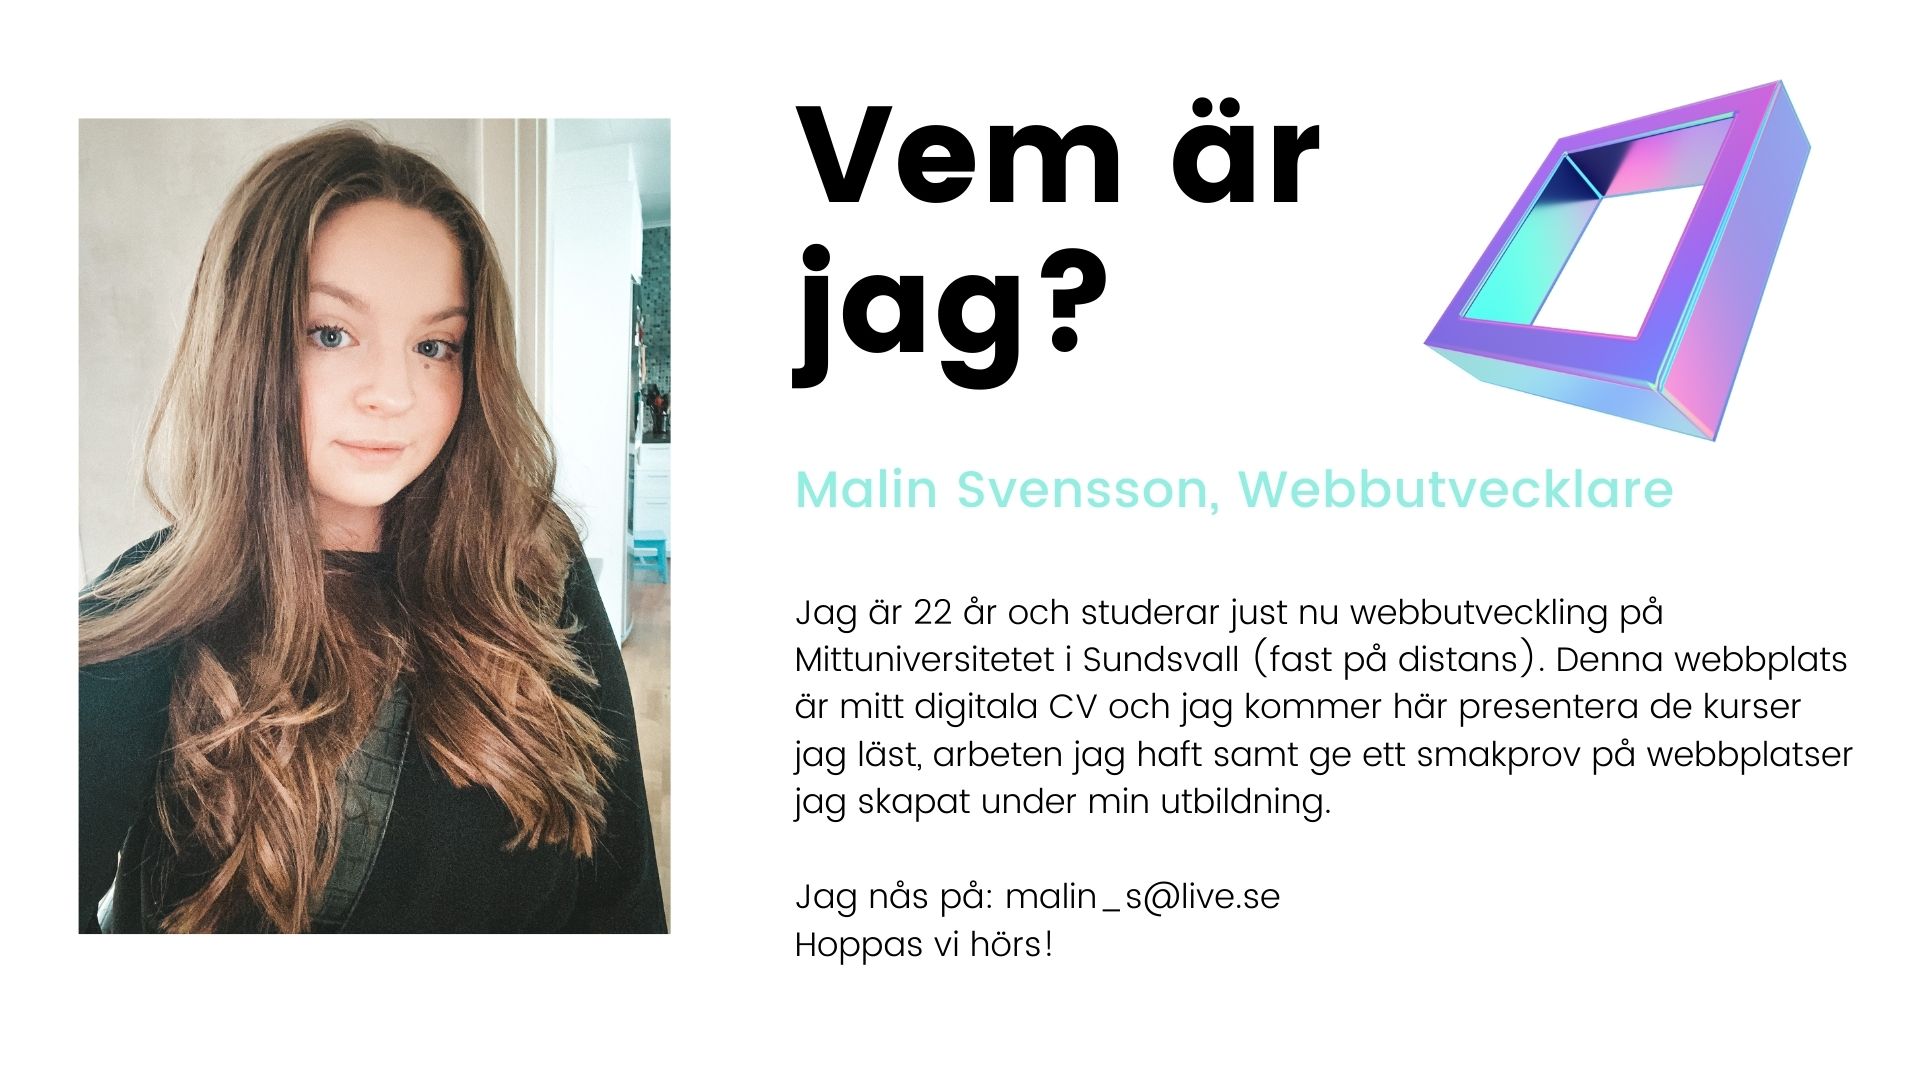 Vem är
jag?
Malin Svensson, Webbutvecklare
Jag är 22 år och studerar just nu webbutveckling på
Mittuniversitetet i Sundsvall (fast på distans). Denna webbplats
är mitt digitala CV och jag kommer här presentera de kurser
jag läst, arbeten jag haft samt ge ett smakprov på webbplatser
jag skapat under min utbildning.
Jag nås på: malin_s@live.se
Hoppas vi hörs!